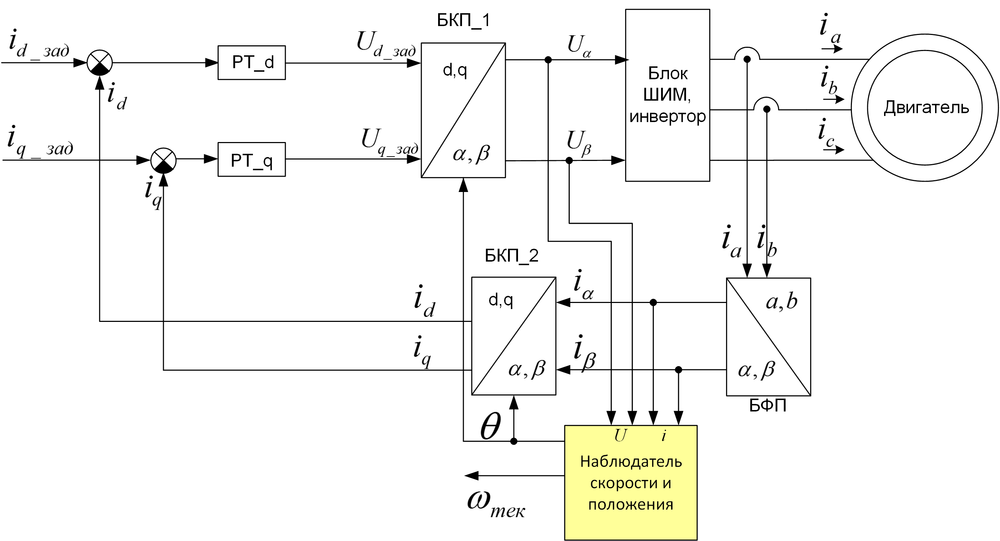 БКП_1
i_d_зад
i_d
РТ_d
U_d_зад
d,q
α,β
U_α
Блок
ШИМ,
инвертор
i_a
i_b
i_c
Двигатель
i_q_зад
i_q
РТ_q
U_q_зад
U_β
i_a
i_b
БКП_2
d,q
α,β
i_d
i_q
i_α
i_β
a,b
α,β
БФП
θ
U
i
Наблюдатель
скорости и
положения
ω_тек